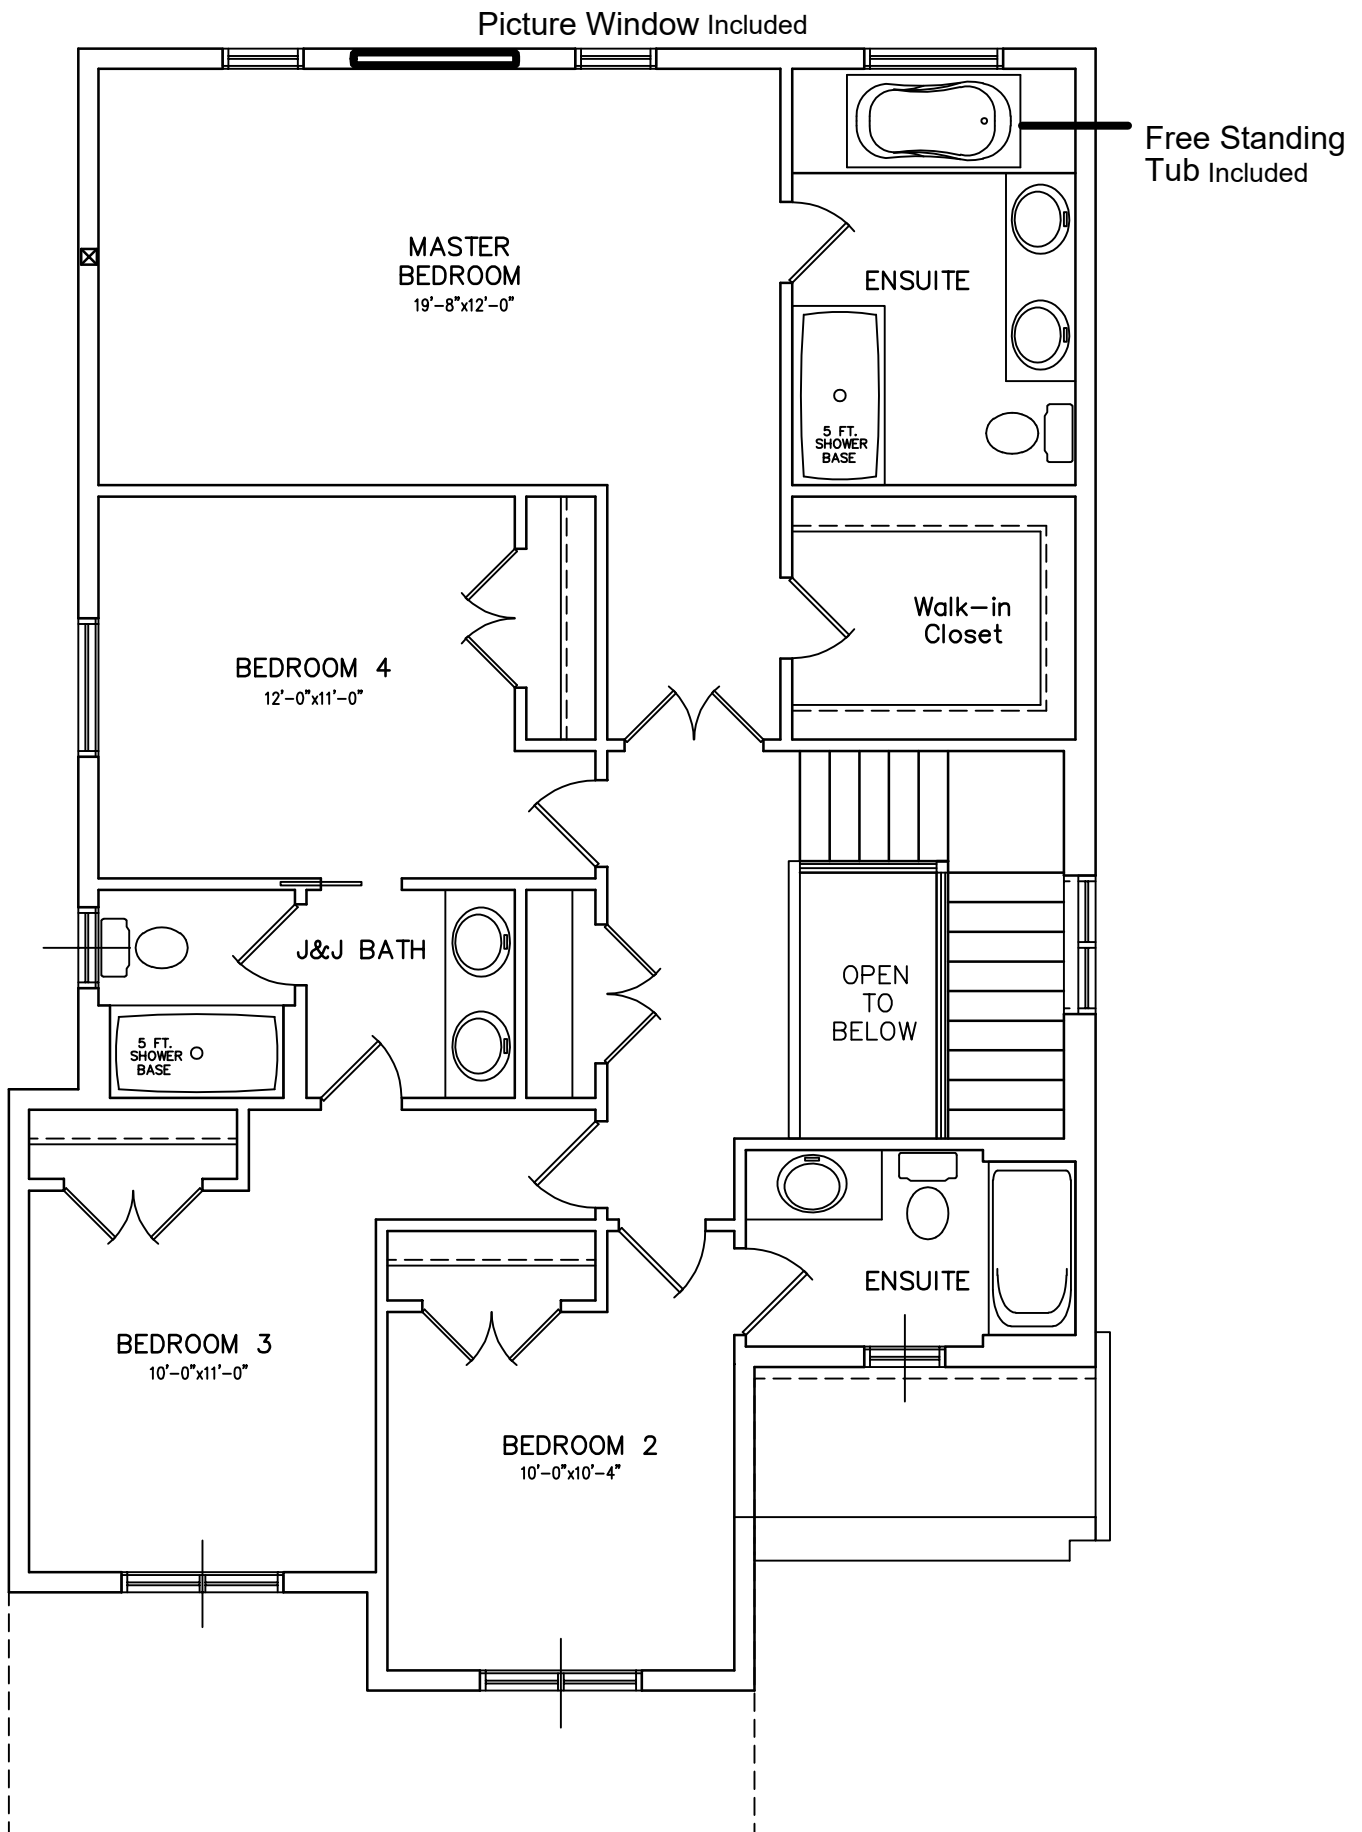 Picture Window Included
Free Standing
Tub Included
MASTER
BEDROOM
19'-8"x12'-0"
ENSUITE
5 FT.
SHOWER
BASE
Walk-in
Closet
BEDROOM 4
12'-0"x11'-0"
J&J BATH
OPEN
TO
BELOW
5 FT.
SHOWER
BASE
ENSUITE
BEDROOM 3
10'-0"x11'-0"
BEDROOM 2
10'-0"x10'-4"